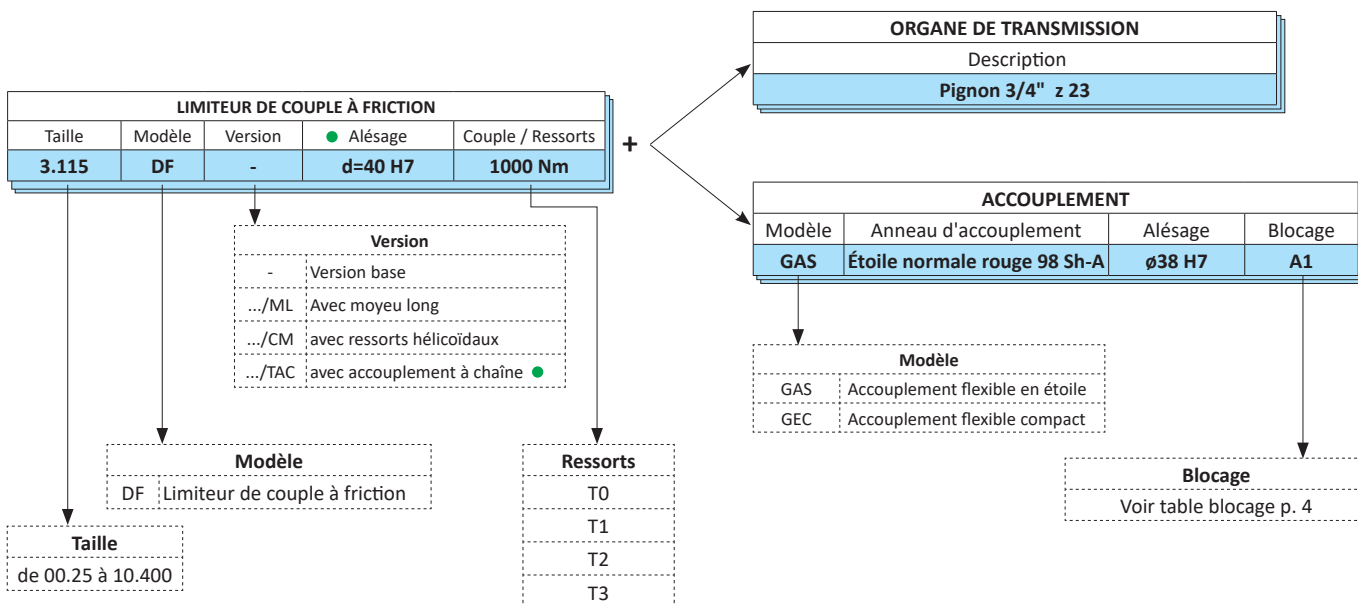 ORGANE DE TRANSMISSION
Description
Pignon 3/4" z 23
LIMITEUR DE COUPLE À FRICTION
Taille Modèle Version Alésage Couple / Ressorts
3.115 DF - d=40 H7 1000 Nm
+
ACCOUPLEMENT
Modèle Anneau d'accouplement Alésage Blocage
GAS Étoile normale rouge 98 Sh-A ø38 H7 A1
Version
- Version base
.../ML Avec moyeu long
.../CM avec ressorts hélicoïdaux
.../TAC avec accouplement à chaîne
Modèle
GAS Accouplement flexible en étoile
GEC Accouplement flexible compact
Modèle
DF Limiteur de couple à friction
Ressorts
T0
T1
T2
T3
Blocage
Voir table blocage p. 4
Taille
de 00.25 à 10.400